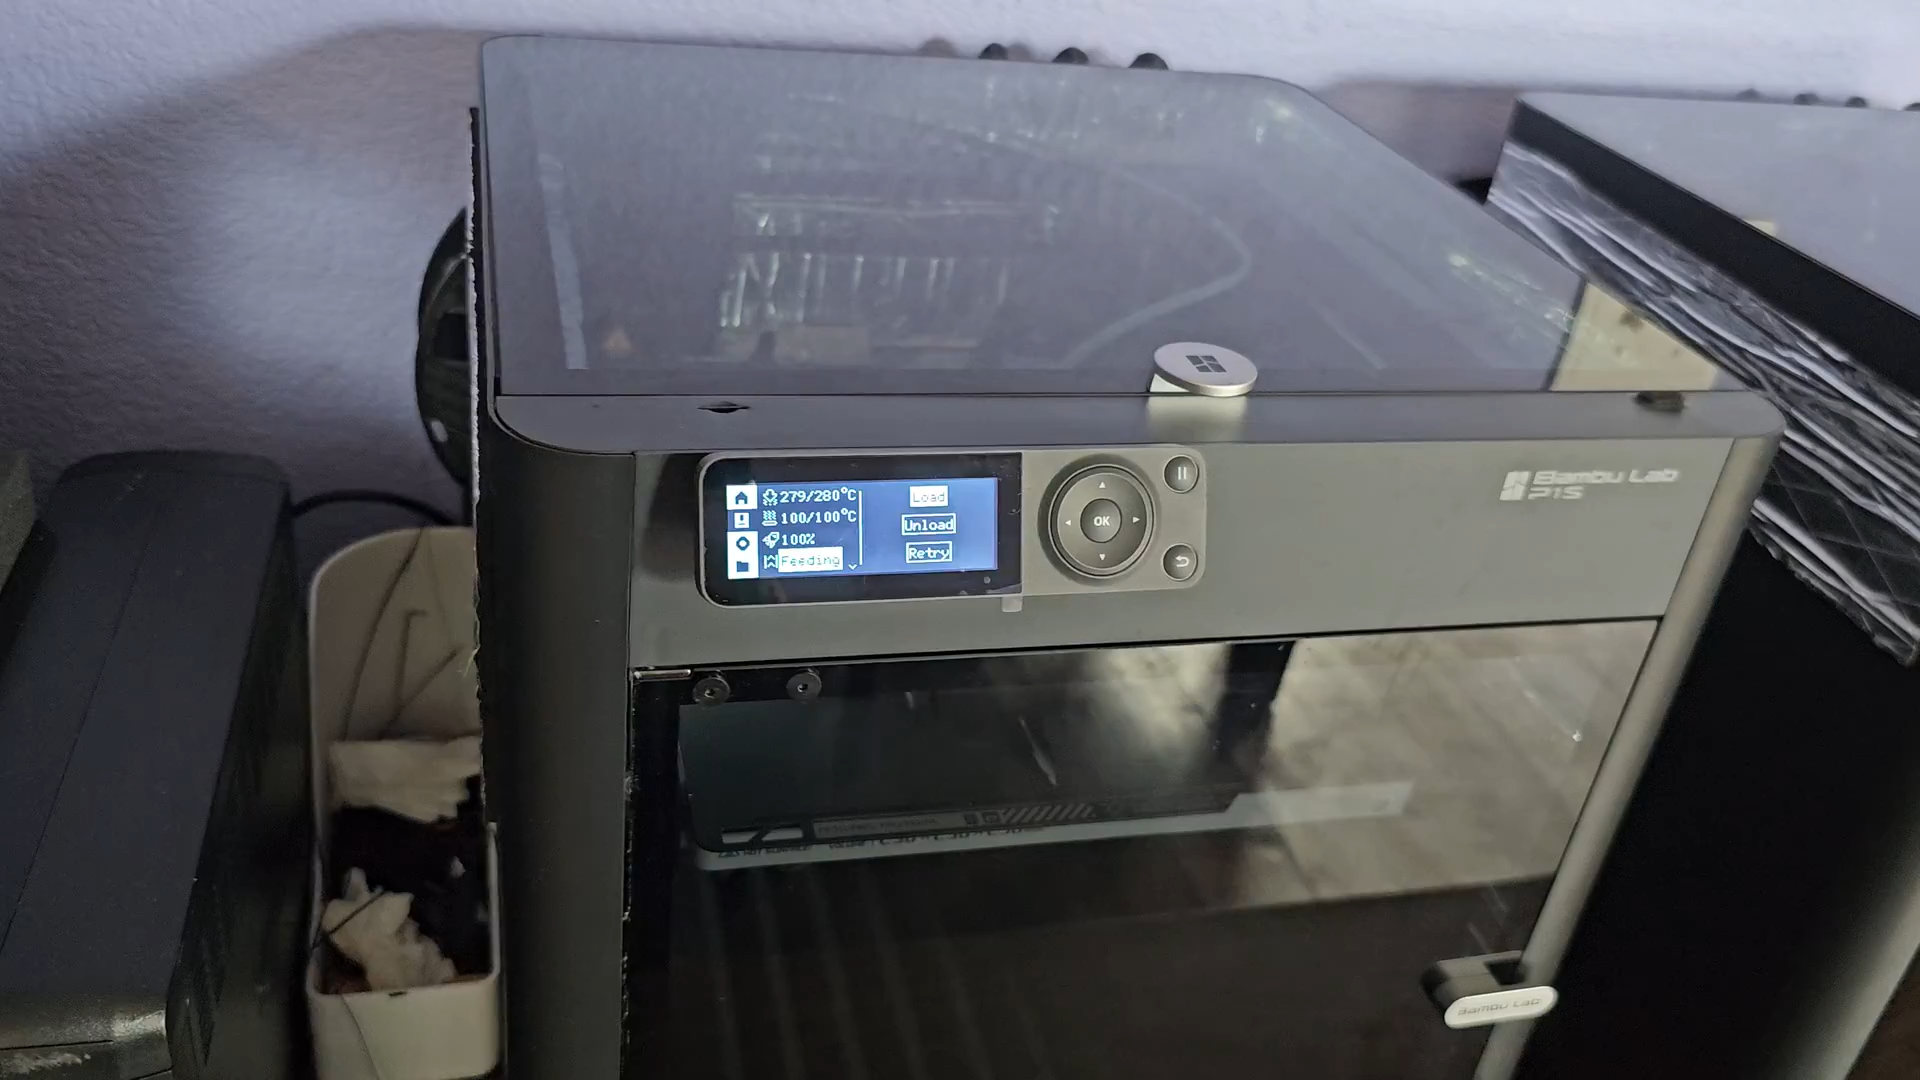 279/280°C
100/100°C
100%
Feeding
Load
Unload
Retry
OK
Bambu Lab
P1S
Bambu Lab